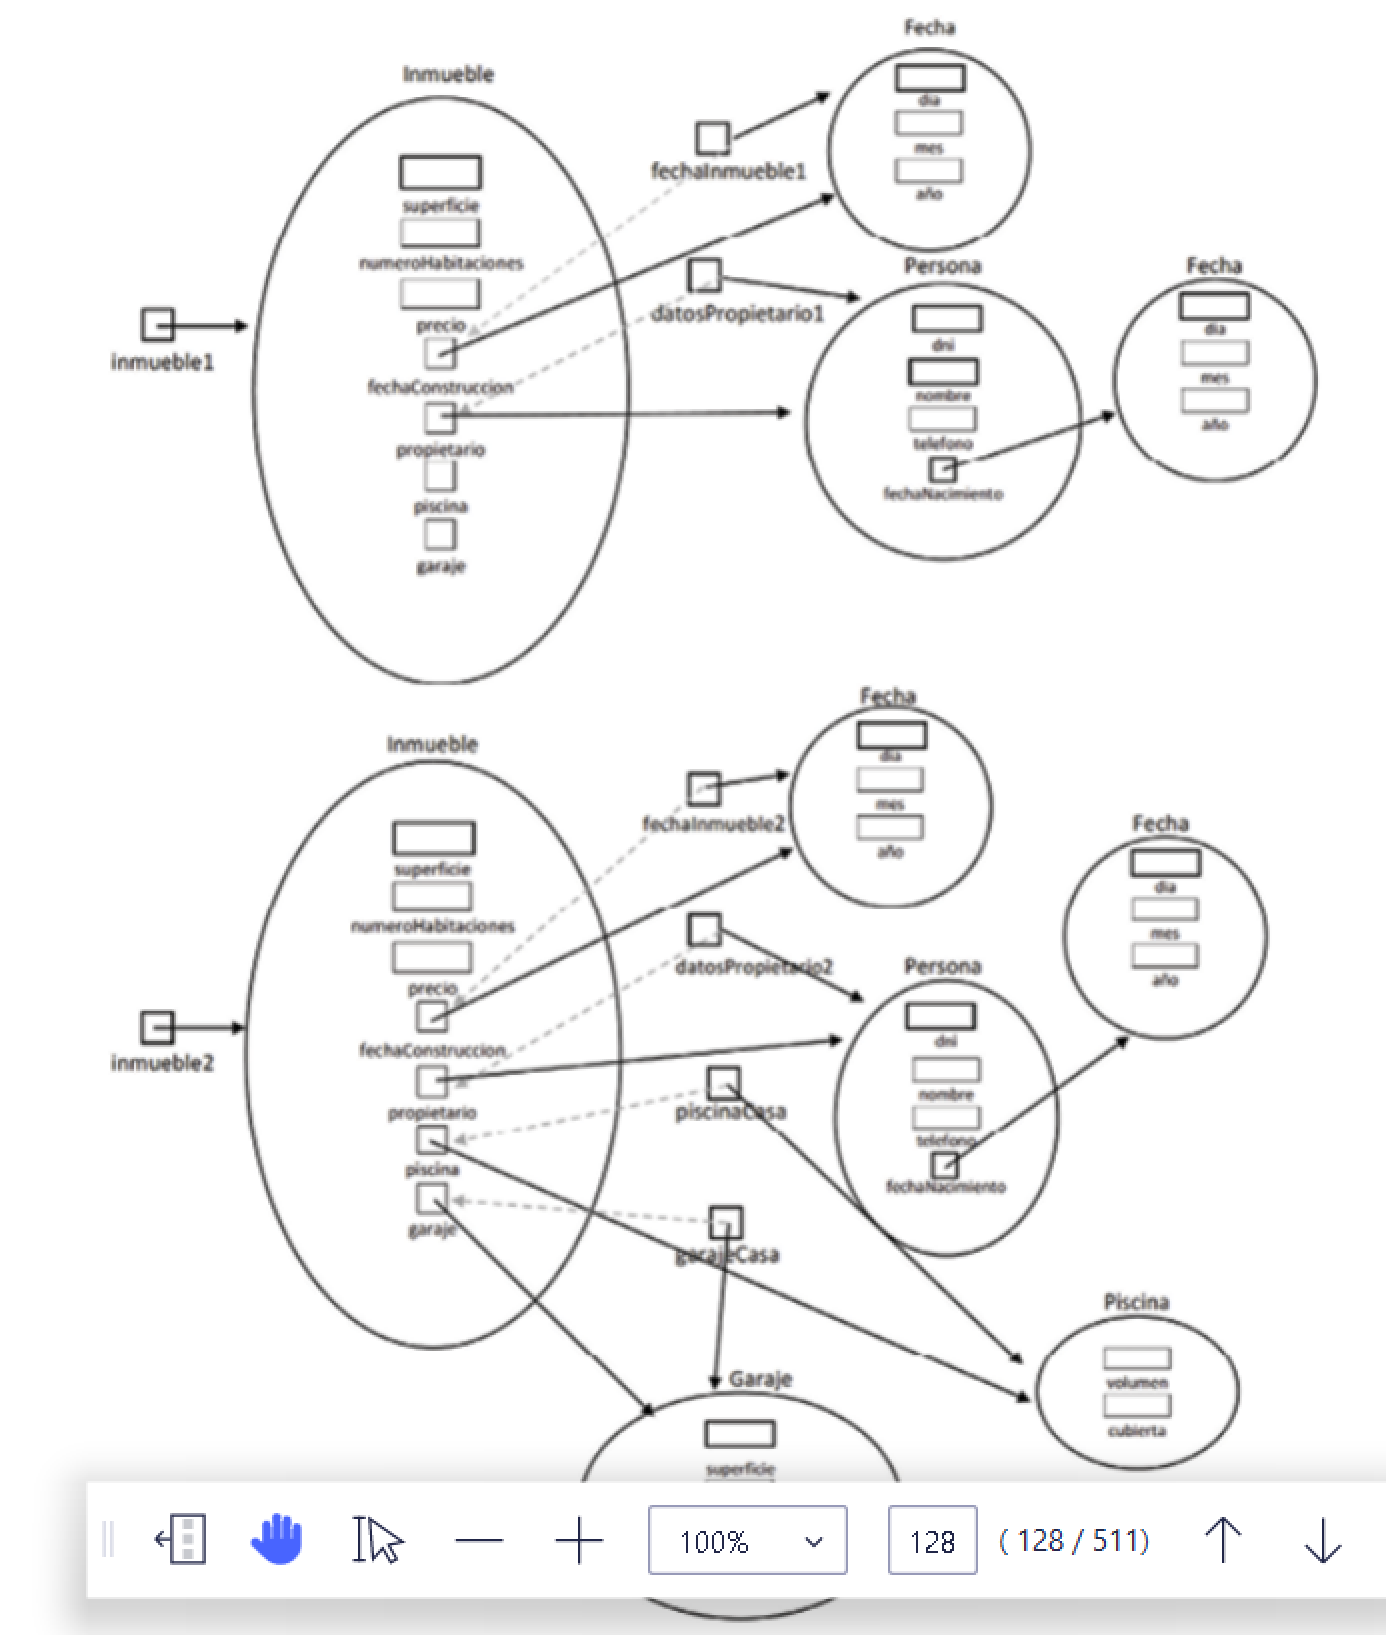 Fecha
Inmueble
dia
fechaInmueble1
mes
año
superficie
numeroHabitaciones
precio
fechaConstruccion
propietario
piscina
garaje
inmueble1
datosPropietario1
Persona
dni
nombre
telefono
fechaNacimiento
Fecha
dia
mes
año
Fecha
Inmueble
dia
mes
año
fechaInmueble2
superficie
numeroHabitaciones
precio
fechaConstruccion
propietario
piscina
garaje
inmueble2
datosPropietario2
Persona
dni
nombre
telefono
fechaNacimiento
Fecha
dia
mes
año
piscinaCasa
garajeCasa
Piscina
volumen
cubierta
Garaje
superficie
100%
128
( 128 / 511)